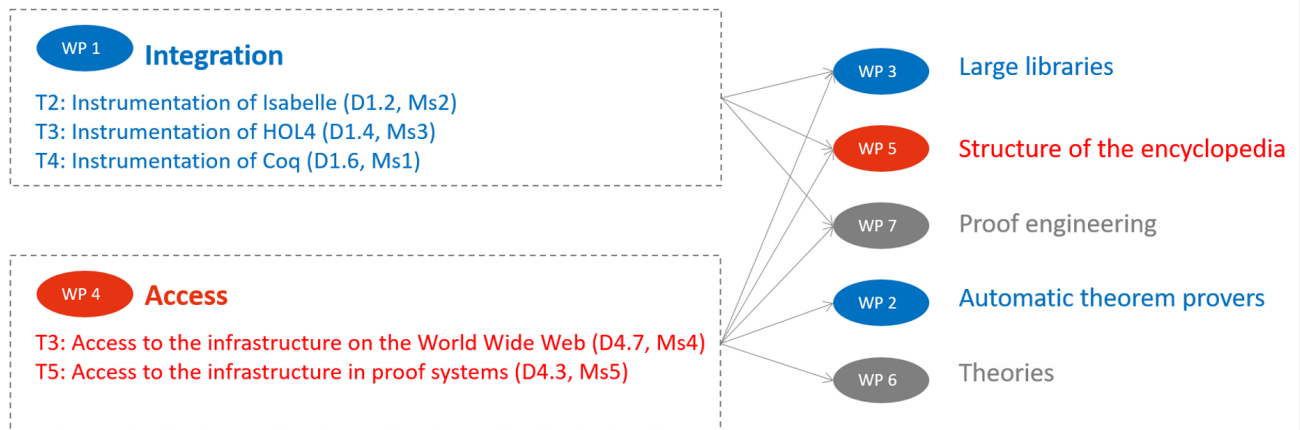 WP 1 Integration
T2: Instrumentation of Isabelle (D1.2, Ms2)
T3: Instrumentation of HOL4 (D1.4, Ms3)
T4: Instrumentation of Coq (D1.6, Ms1)
WP 4 Access
T3: Access to the infrastructure on the World Wide Web (D4.7, Ms4)
T5: Access to the infrastructure in proof systems (D4.3, Ms5)
WP 3 Large libraries
WP 5 Structure of the encyclopedia
WP 7 Proof engineering
WP 2 Automatic theorem provers
WP 6 Theories